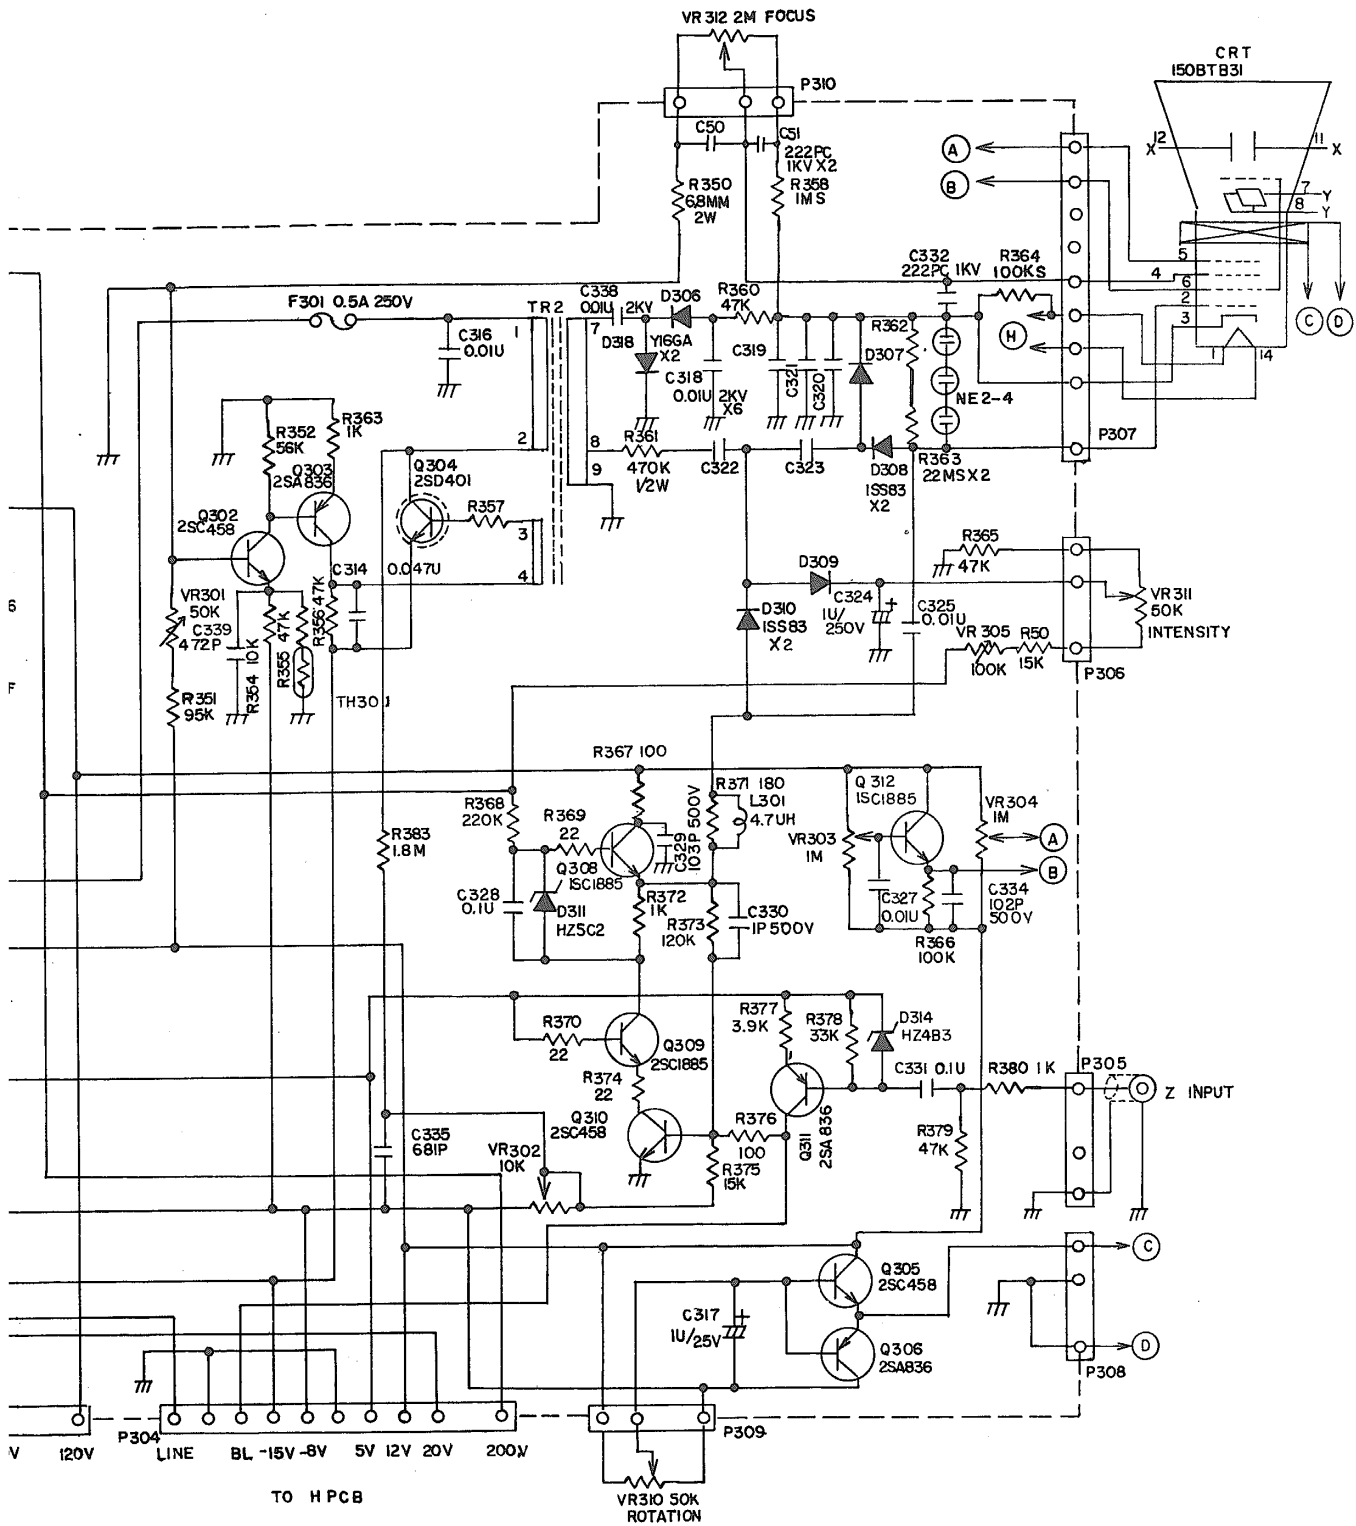 VR312 2M FOCUS
CRT
150BTB31
P310
C50
C51
222PC
1KV X2
R350
6.8MM
2W
R358
1MS
A
B
X
12
11
X
7
Y
8
Y
5
4
6
2
3
1
14
C
D
C332
222PC 1KV
R364
100KS
F301 0.5A 250V
C316
0.01U
TR2
1
2
3
4
7
8
9
C338
0.01U
2KV
D306
R360
47K
D318
Y16GA
X2
C318
0.01U 2KV
X6
C319
C321
C320
D307
R362
H
NE2-4
P307
R361
470K
1/2W
C322
C323
D308
1SS83
X2
R363
22MS X2
R352
56K
R363
1K
Q303
2SA836
Q304
2SD401
R357
Q302
2SC458
C314
0.047U
VR301
50K
C339
472P
R354 10K
47K
R355
R356 47K
TH301
R351
95K
D309
C324
1U/
250V
D310
1SS83
X2
C325
0.01U
R365
47K
VR311
50K
INTENSITY
VR305
100K
R50
15K
P306
6
F
R367 100
R371 180
L301
4.7UH
R368
220K
R369
22
Q308
1SC1885
C329
103P 500V
Q312
1SC1885
VR303
1M
VR304
1M
A
B
R383
1.8M
C328
0.1U
D311
HZ5C2
R372
1K
R373
120K
C330
1P 500V
C327
0.01U
R366
100K
C334
102P
500V
R370
22
Q309
2SC1885
R377
3.9K
R378
33K
D314
HZ4B3
C331 0.1U
R380 1K
P305
Z INPUT
R374
22
Q310
2SC458
R376
100
Q311
2SA836
R379
47K
C335
681P
VR302
10K
R375
15K
Q305
2SC458
C
C317
1U/25V
Q306
2SA836
D
P308
V
120V
P304
LINE
BL
-15V
-8V
5V
12V
20V
200V
P309
TO H PCB
VR310 50K
ROTATION